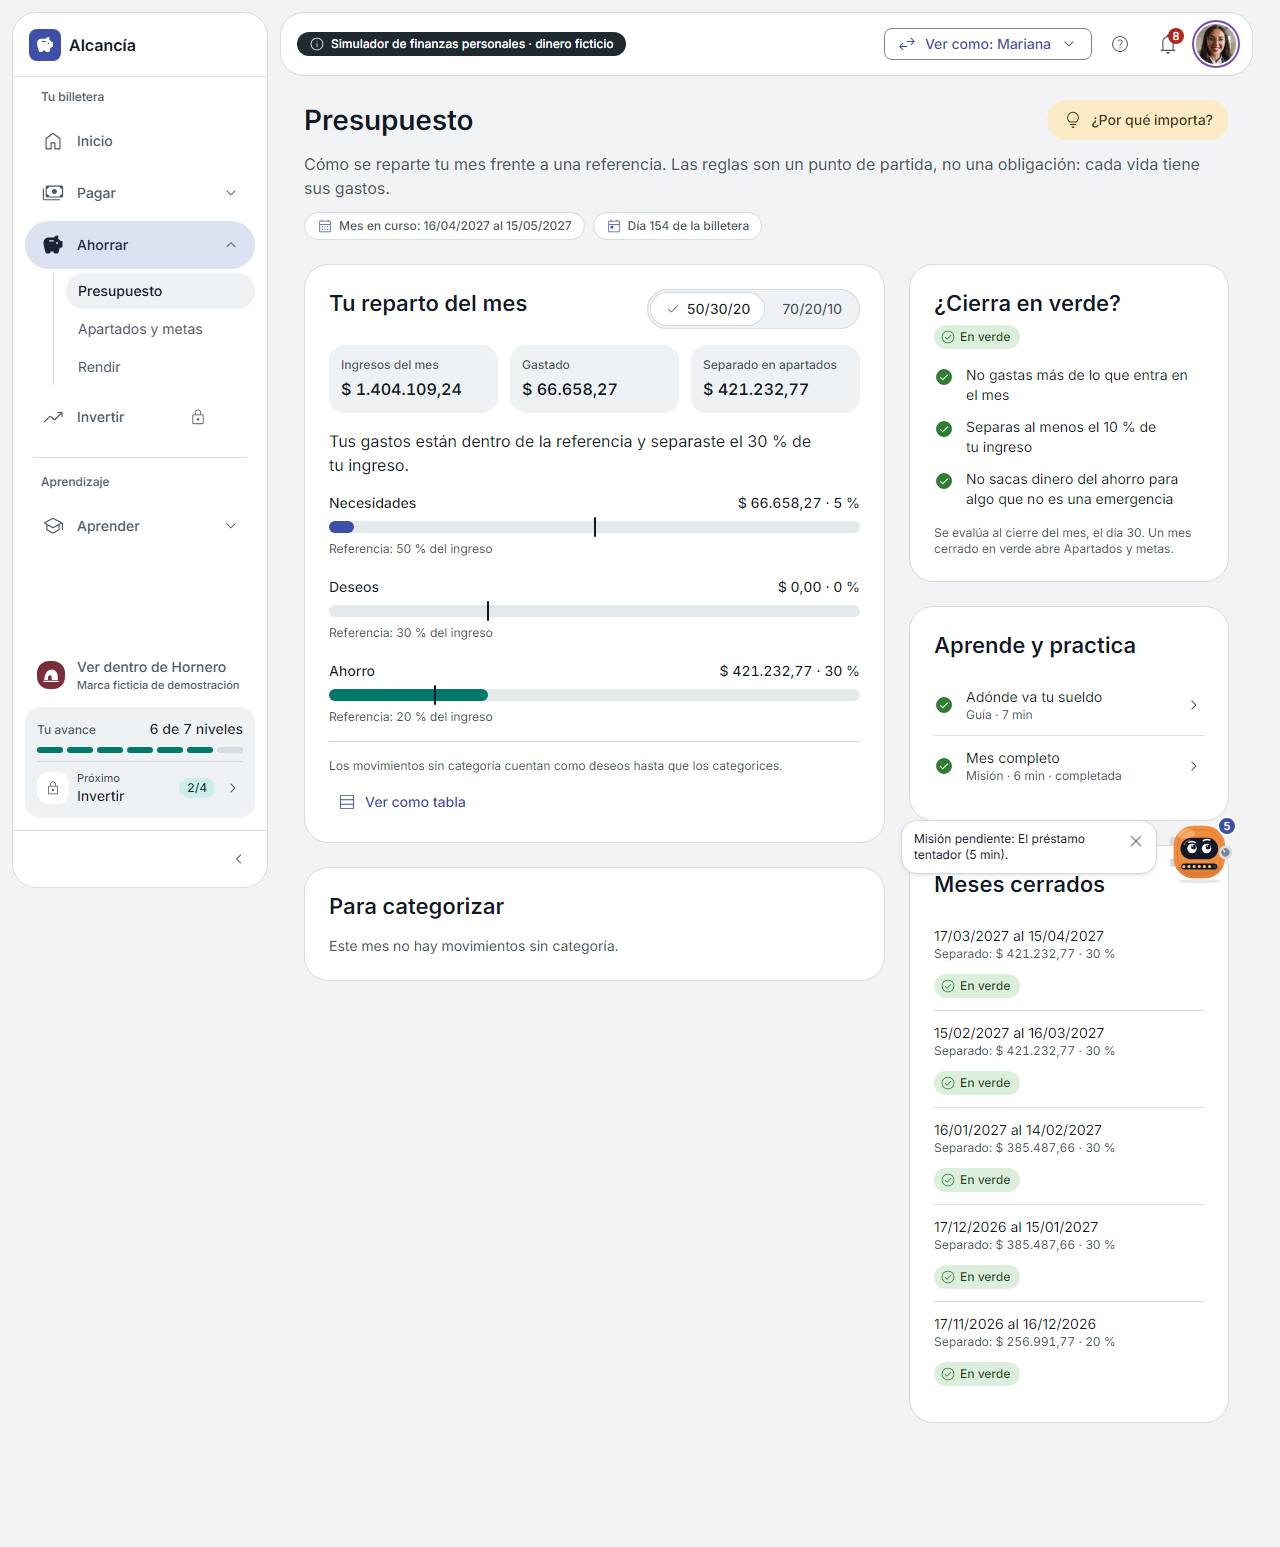 Alcancía
Tu billetera
Inicio
Pagar
Ahorrar
Presupuesto
Apartados y metas
Rendir
Invertir
Aprendizaje
Aprender
Ver dentro de Hornero
Marca ficticia de demostración
Tu avance 6 de 7 niveles
Próximo
Invertir
2/4
Simulador de finanzas personales · dinero ficticio
Ver como: Mariana
8
Presupuesto
¿Por qué importa?
Cómo se reparte tu mes frente a una referencia. Las reglas son un punto de partida, no una obligación: cada vida tiene
sus gastos.
Mes en curso: 16/04/2027 al 15/05/2027
Día 154 de la billetera
Tu reparto del mes
50/30/20
70/20/10
Ingresos del mes
$ 1.404.109,24
Gastado
$ 66.658,27
Separado en apartados
$ 421.232,77
Tus gastos están dentro de la referencia y separaste el 30 % de
tu ingreso.
Necesidades $ 66.658,27 · 5 %
Referencia: 50 % del ingreso
Deseos $ 0,00 · 0 %
Referencia: 30 % del ingreso
Ahorro $ 421.232,77 · 30 %
Referencia: 20 % del ingreso
Los movimientos sin categoría cuentan como deseos hasta que los categorices.
Ver como tabla
Para categorizar
Este mes no hay movimientos sin categoría.
¿Cierra en verde?
En verde
No gastas más de lo que entra en
el mes
Separas al menos el 10 % de
tu ingreso
No sacas dinero del ahorro para
algo que no es una emergencia
Se evalúa al cierre del mes, el día 30. Un mes
cerrado en verde abre Apartados y metas.
Aprende y practica
Adónde va tu sueldo
Guía · 7 min
Mes completo
Misión · 6 min · completada
Misión pendiente: El préstamo
tentador (5 min).
5
Meses cerrados
17/03/2027 al 15/04/2027
Separado: $ 421.232,77 · 30 %
En verde
15/02/2027 al 16/03/2027
Separado: $ 421.232,77 · 30 %
En verde
16/01/2027 al 14/02/2027
Separado: $ 385.487,66 · 30 %
En verde
17/12/2026 al 15/01/2027
Separado: $ 385.487,66 · 30 %
En verde
17/11/2026 al 16/12/2026
Separado: $ 256.991,77 · 20 %
En verde